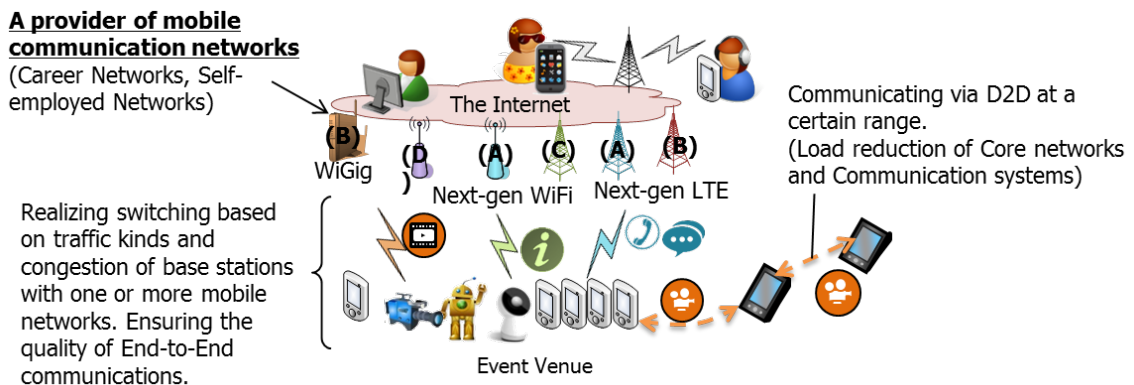 A provider of mobile
communication networks
(Career Networks, Self-
employed Networks)
The Internet
(B)
WiGig
(D
)
(A)
(C)
(A)
(B)
Next-gen WiFi
Next-gen LTE
Communicating via D2D at a
certain range.
(Load reduction of Core networks
and Communication systems)
Realizing switching based
on traffic kinds and
congestion of base stations
with one or more mobile
networks. Ensuring the
quality of End-to-End
communications.
i
Event Venue